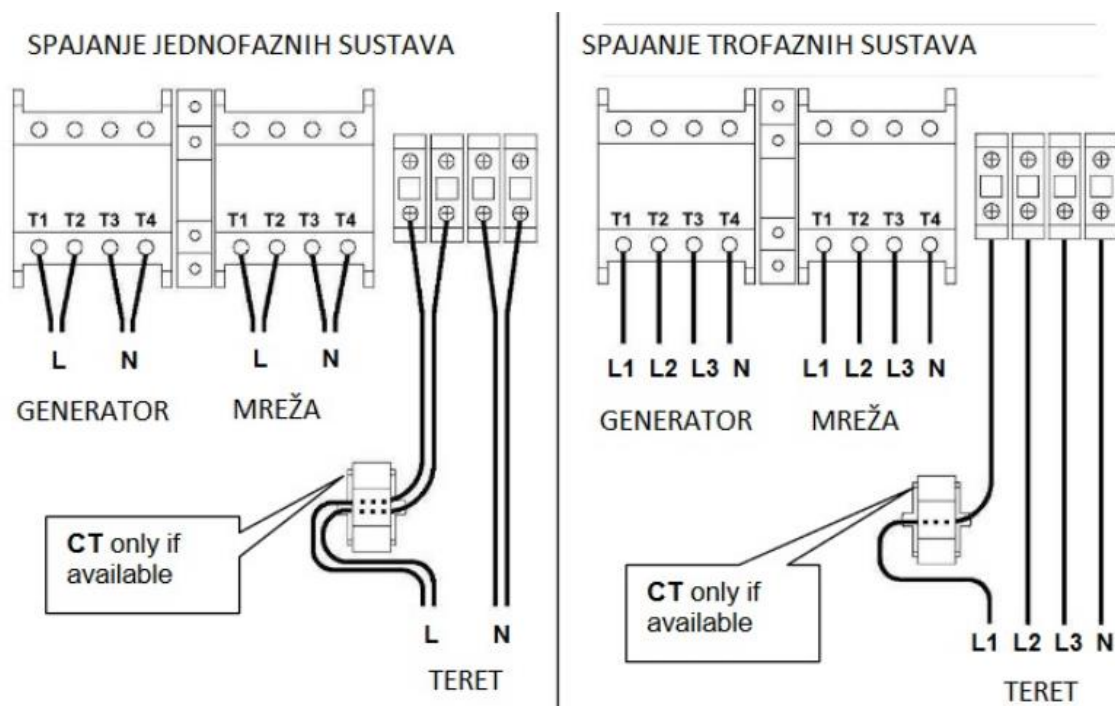 SPAJANJE JEDNOFAZNIH SUSTAVA
T1 T2 T3 T4
T1 T2 T3 T4
L N
L N
GENERATOR
MREŽA
CT only if
available
L N
TERET
SPAJANJE TROFAZNIH SUSTAVA
T1 T2 T3 T4
T1 T2 T3 T4
L1 L2 L3 N
L1 L2 L3 N
GENERATOR
MREŽA
CT only if
available
L1 L2 L3 N
TERET